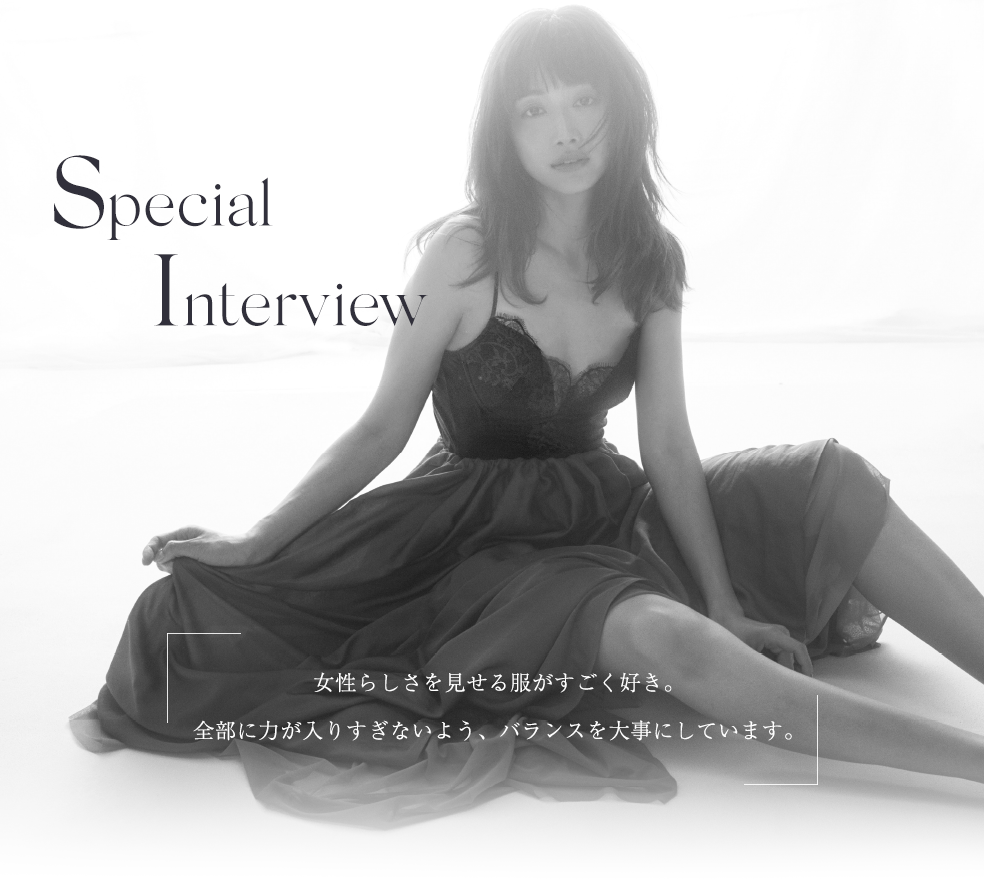 Special
Interview
女性らしさを見せる服がすごく好き。
全部に力が入りすぎないよう、バランスを大事にしています。